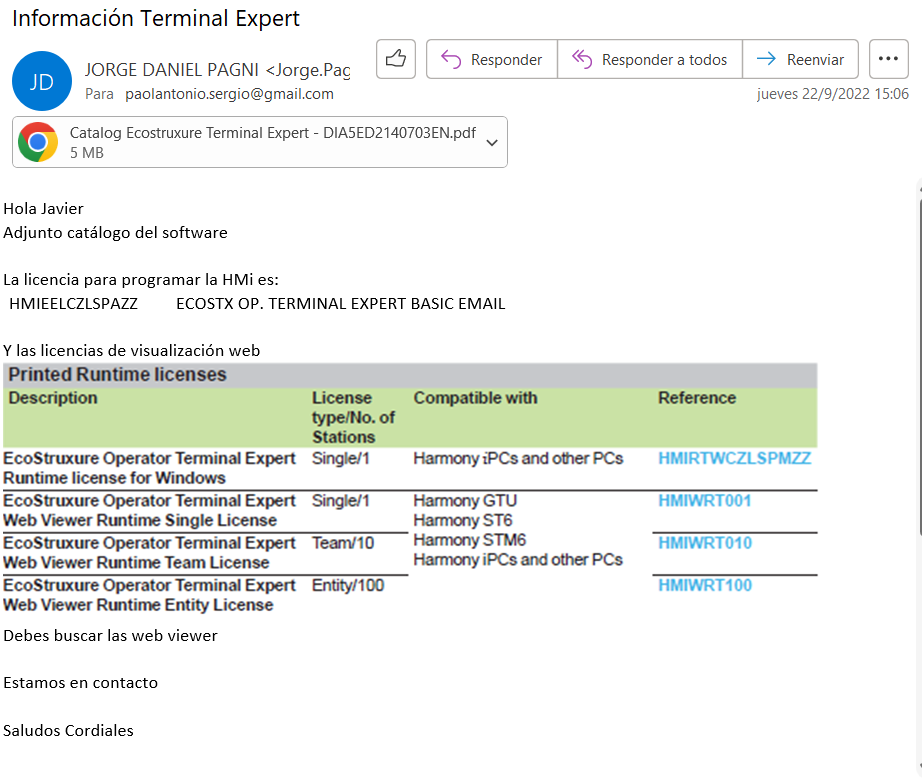 Información Terminal Expert
JD
JORGE DANIEL PAGNI <Jorge.Pag
Responder
Responder a todos
Reenviar
Para paolantonio.sergio@gmail.com
jueves 22/9/2022 15:06
Catalog Ecostruxure Terminal Expert - DIA5ED2140703EN.pdf
5 MB
Hola Javier
Adjunto catálogo del software
La licencia para programar la HMi es:
HMIEELCZLSPAZZ ECOSTX OP. TERMINAL EXPERT BASIC EMAIL
Y las licencias de visualización web
Printed Runtime licenses
Description
License
type/No. of
Stations
Compatible with
Reference
EcoStruxure Operator Terminal Expert
Runtime license for Windows
Single/1
Harmony iPCs and other PCs
HMIRTWCZLSPMZZ
EcoStruxure Operator Terminal Expert
Web Viewer Runtime Single License
Single/1
Harmony GTU
Harmony ST6
Harmony STM6
Harmony iPCs and other PCs
HMIWRT001
EcoStruxure Operator Terminal Expert
Web Viewer Runtime Team License
Team/10
HMIWRT010
EcoStruxure Operator Terminal Expert
Web Viewer Runtime Entity License
Entity/100
HMIWRT100
Debes buscar las web viewer
Estamos en contacto
Saludos Cordiales